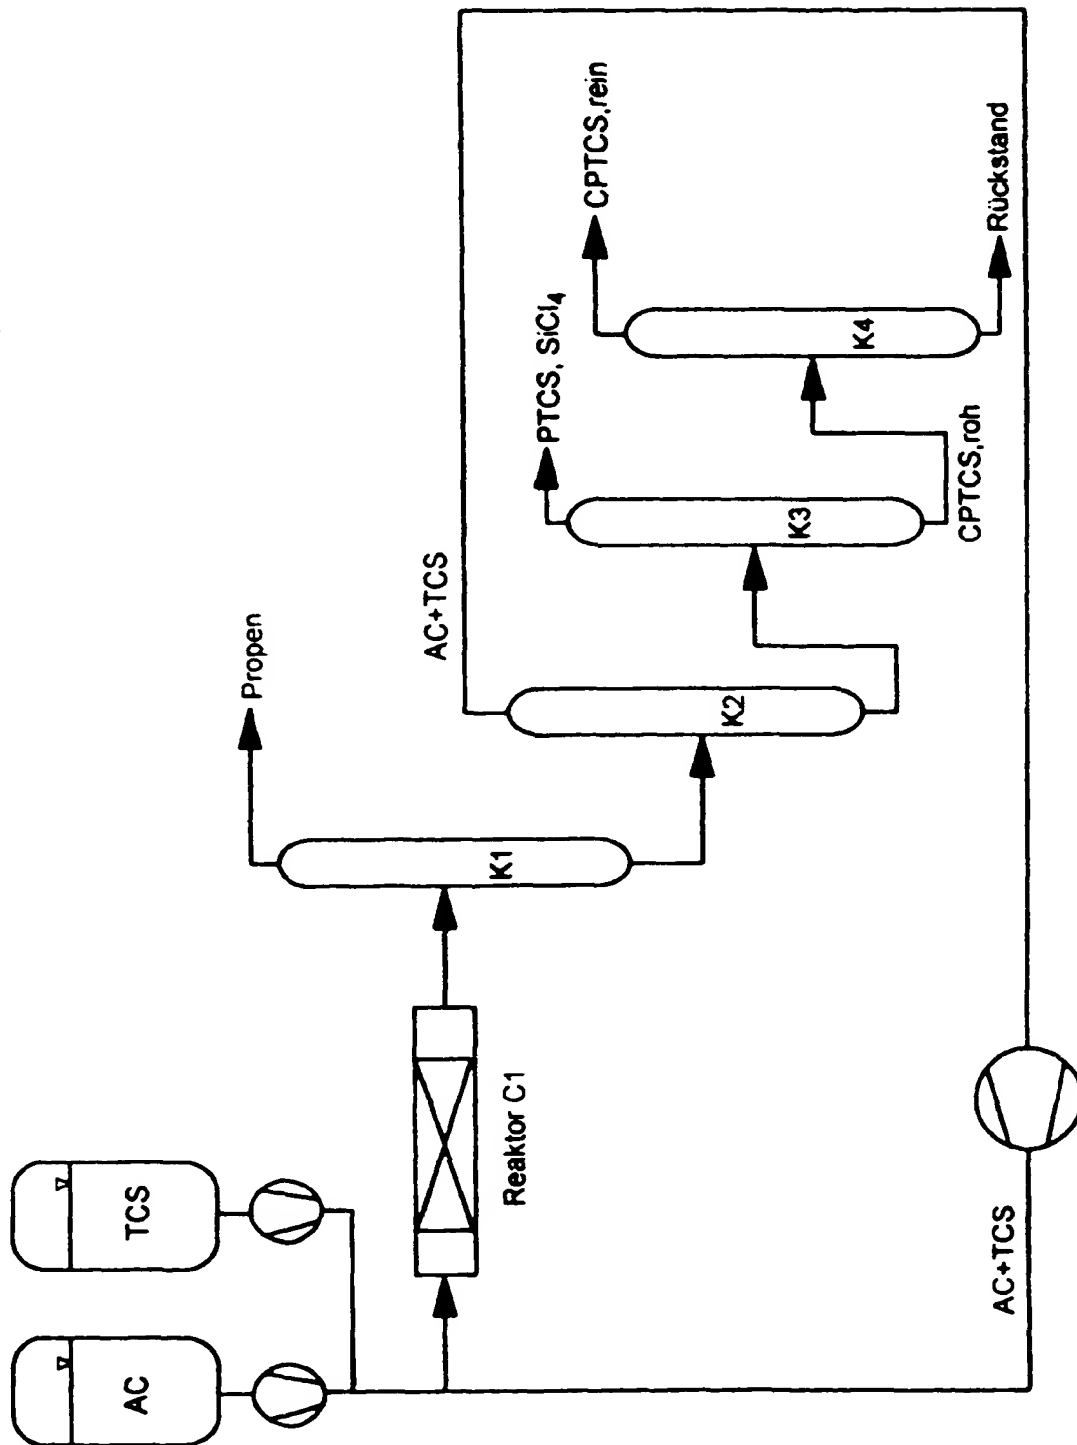 AC
TCS
Reaktor C1
Propen
K1
AC+TCS
K2
PTCS, SiCl₄
K3
CPTCS,roh
CPTCS,rein
K4
Rückstand
AC+TCS